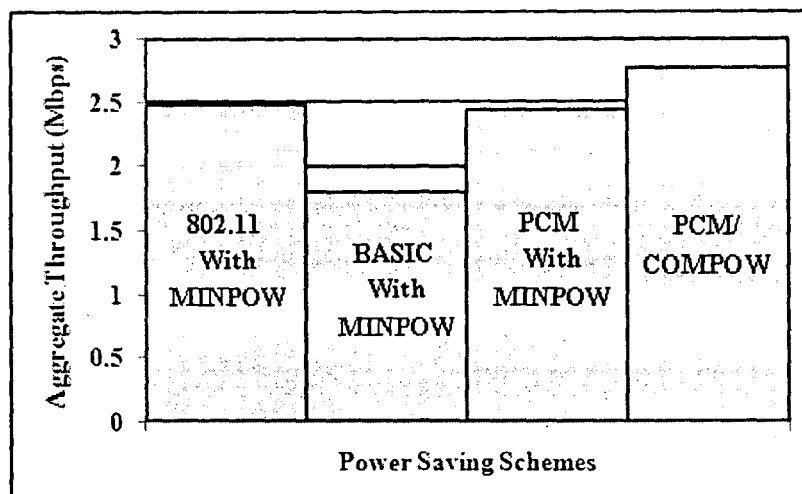 Aggregate Throughput (Mbps)
3
2.5
2
1.5
1
0.5
0
802.11
With
MINPOW
BASIC
With
MINPOW
PCM
With
MINPOW
PCM/
COMPOW
Power Saving Schemes